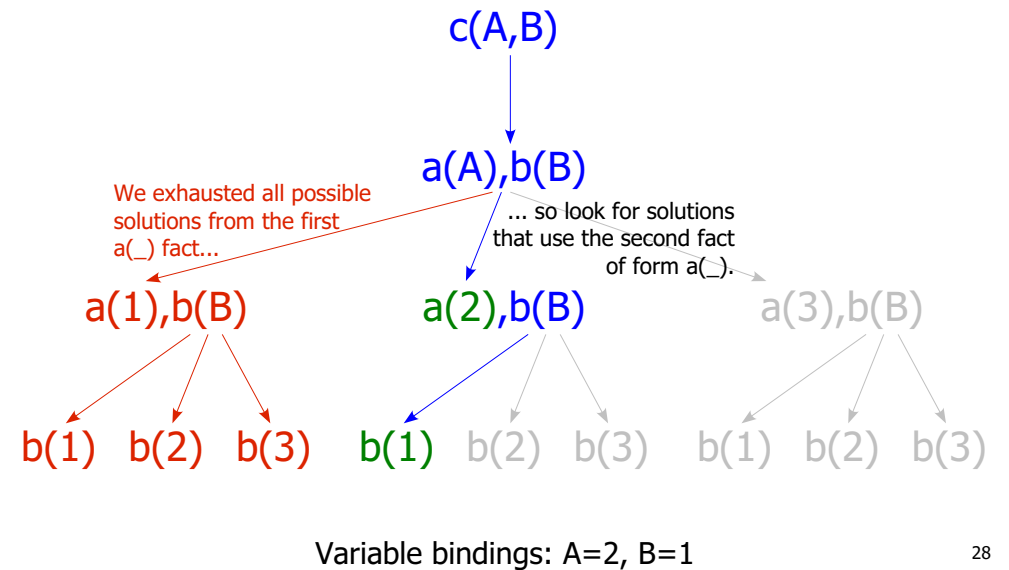 c(A,B)
a(A),b(B)
We exhausted all possible
solutions from the first
a(_) fact...
... so look for solutions
that use the second fact
of form a(_).
a(1),b(B)
a(2),b(B)
a(3),b(B)
b(1) b(2) b(3) b(1) b(2) b(3) b(1) b(2) b(3)
Variable bindings: A=2, B=1
28